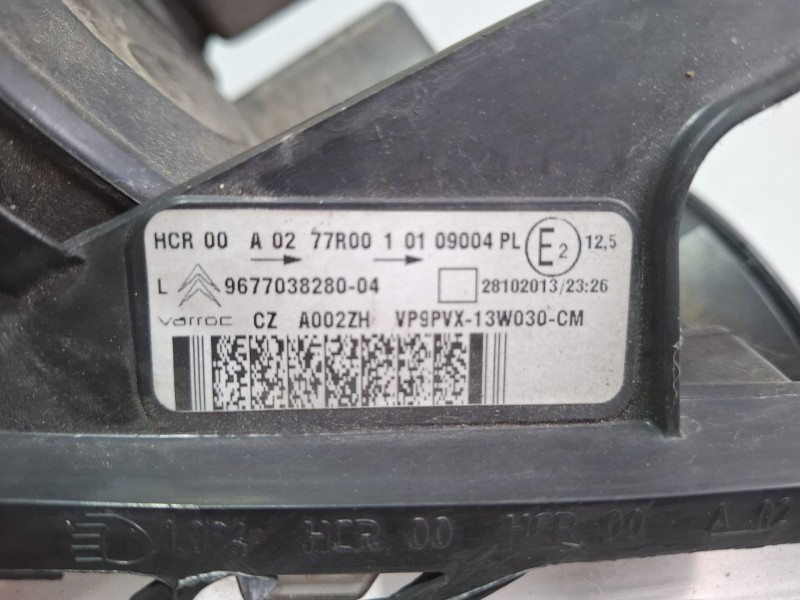 HCR 00 A 02 77R00 1 01 09004 PL E2 12,5
L 9677038280-04 28102013/23:26
varroc CZ A002ZH VP9PVX-13W030-CM
HCR 00 HCR 00 A 02